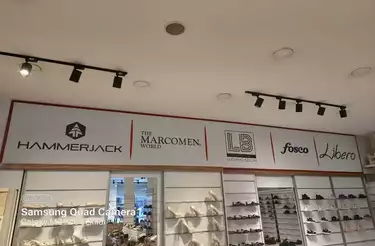 HAMMERJACK
THE
MARCOMEN
WORLD
LB
fosco
Libero
Samsung Quad Camera